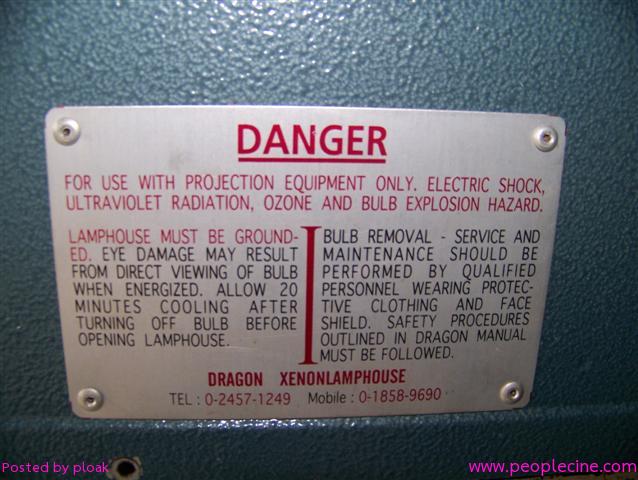 DANGER
FOR USE WITH PROJECTION EQUIPMENT ONLY. ELECTRIC SHOCK,
ULTRAVIOLET RADIATION, OZONE AND BULB EXPLOSION HAZARD.
LAMPHOUSE MUST BE GROUND-
ED. EYE DAMAGE MAY RESULT
FROM DIRECT VIEWING OF BULB
WHEN ENERGIZED. ALLOW 20
MINUTES COOLING AFTER
TURNING OFF BULB BEFORE
OPENING LAMPHOUSE.
BULB REMOVAL - SERVICE AND
MAINTENANCE SHOULD BE
PERFORMED BY QUALIFIED
PERSONNEL WEARING PROTEC-
TIVE CLOTHING AND FACE
SHIELD. SAFETY PROCEDURES
OUTLINED IN DRAGON MANUAL
MUST BE FOLLOWED.
DRAGON XENONLAMPHOUSE
TEL : 0-2457-1249 Mobile : 0-1858-9690
Posted by ploak
www.peoplecine.com